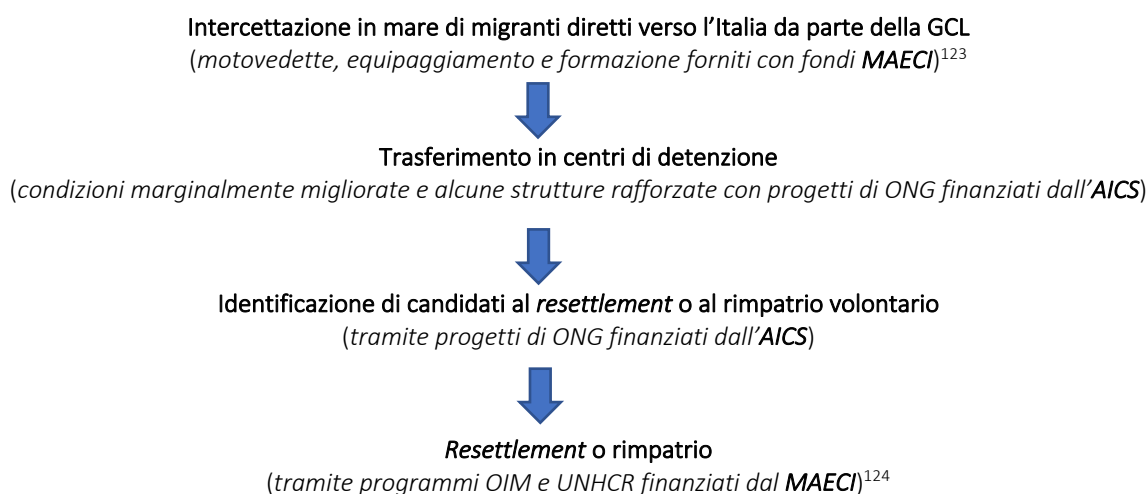 Intercettazione in mare di migranti diretti verso l'Italia da parte della GCL
(motovedette, equipaggiamento e formazione forniti con fondi MAECI)123
Trasferimento in centri di detenzione
(condizioni marginalmente migliorate e alcune strutture rafforzate con progetti di ONG finanziati dall'AICS)
Identificazione di candidati al resettlement o al rimpatrio volontario
(tramite progetti di ONG finanziati dall'AICS)
Resettlement o rimpatrio
(tramite programmi OIM e UNHCR finanziati dal MAECI)124